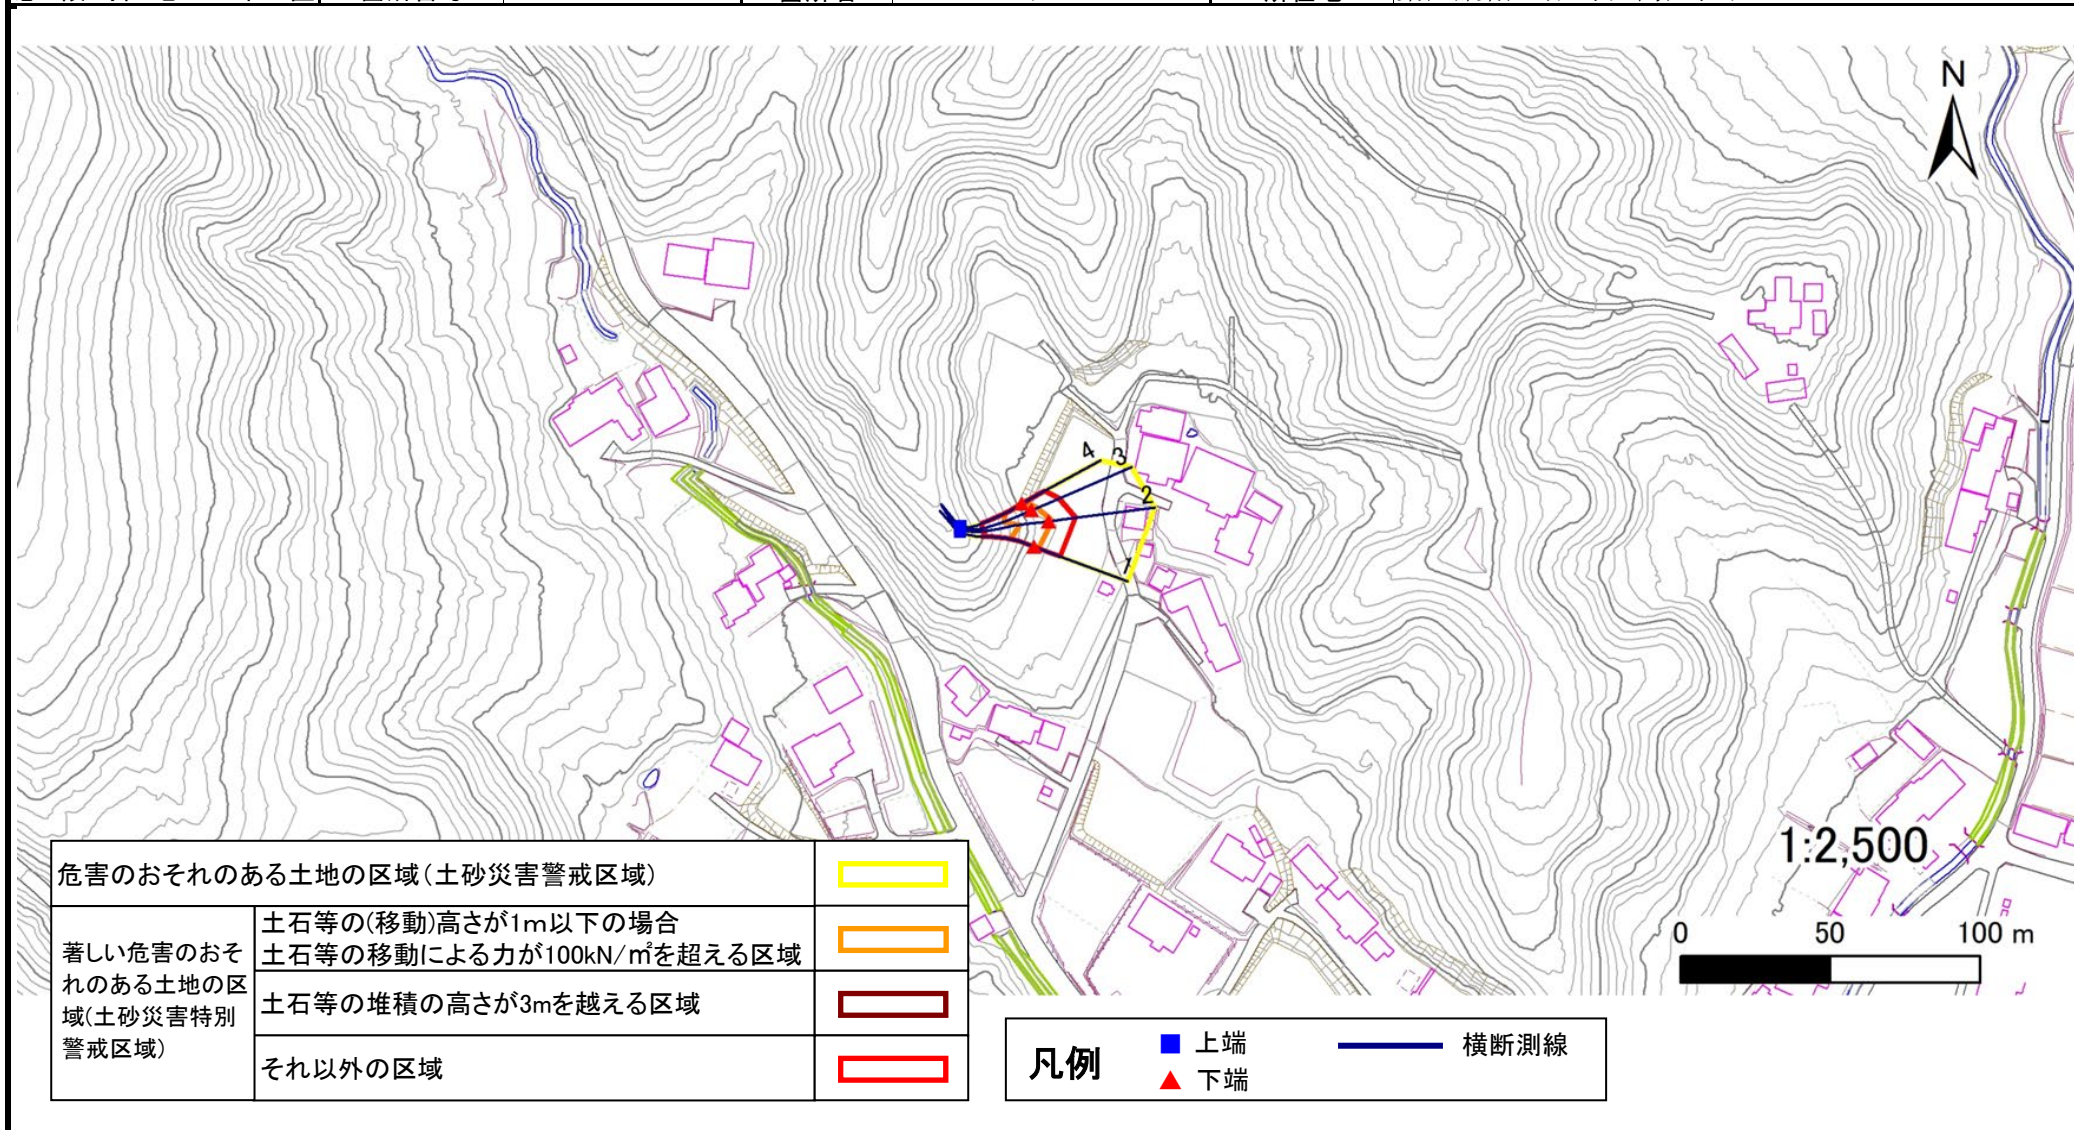 N
4
3
2
1
1:2,500
0 50 100 m
危害のおそれのある土地の区域(土砂災害警戒区域)
著しい危害のおそ
れのある土地の区
域(土砂災害特別
警戒区域)
土石等の(移動)高さが1m以下の場合
土石等の移動による力が100kN/㎡を超える区域
土石等の堆積の高さが3mを越える区域
それ以外の区域
凡例
上端
下端
横断測線